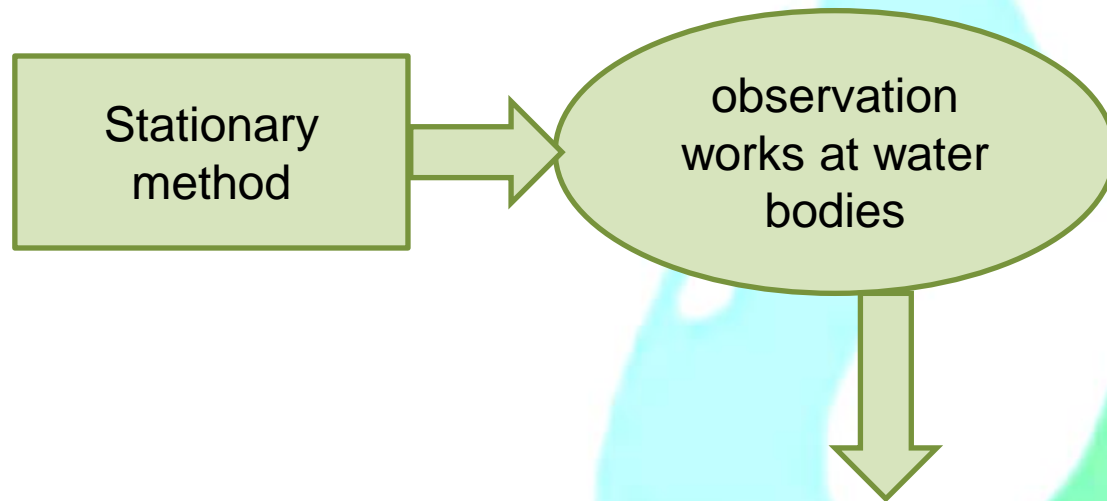 Stationary
method
observation
works at water
bodies